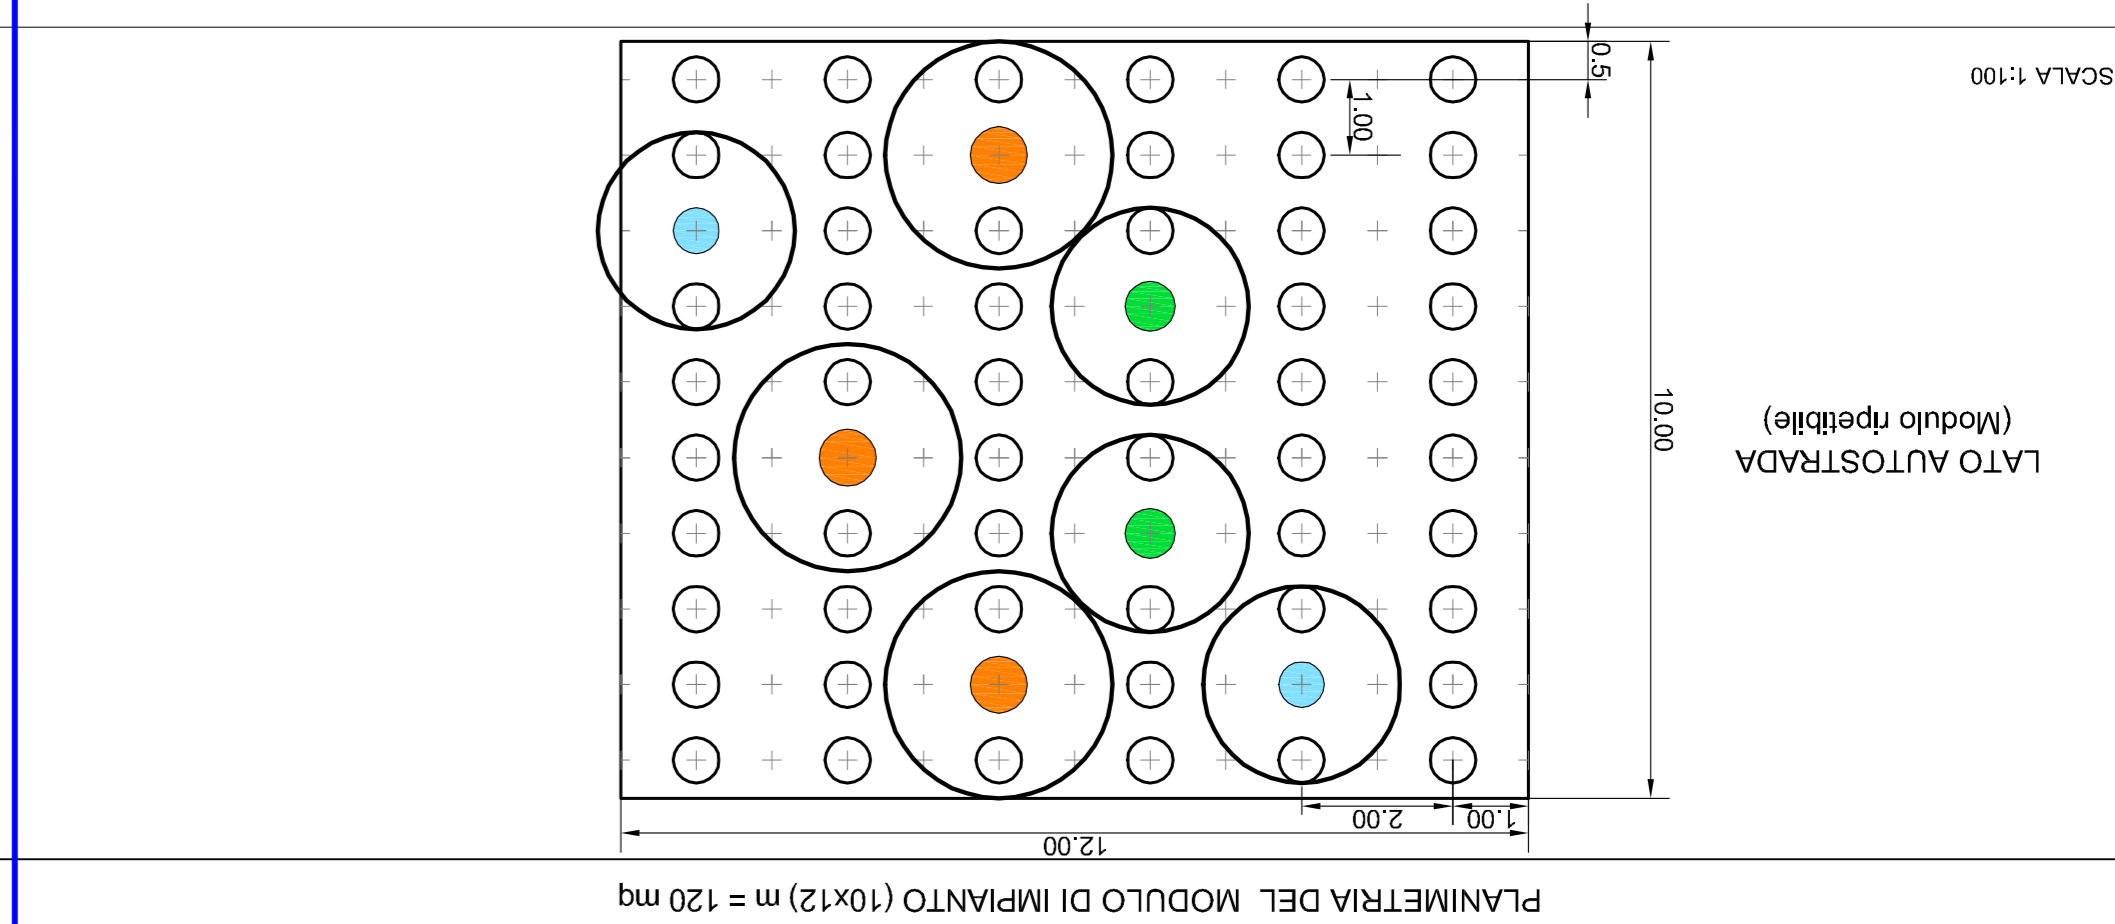 PLANIMETRIA DEL MODULO DI IMPIANTO (10x12) m = 120 mq
12.00
1.00
2.00
LATO AUTOSTRADA
(Modulo ripetibile)
10.00
1.00
0.5
SCALA 1:100